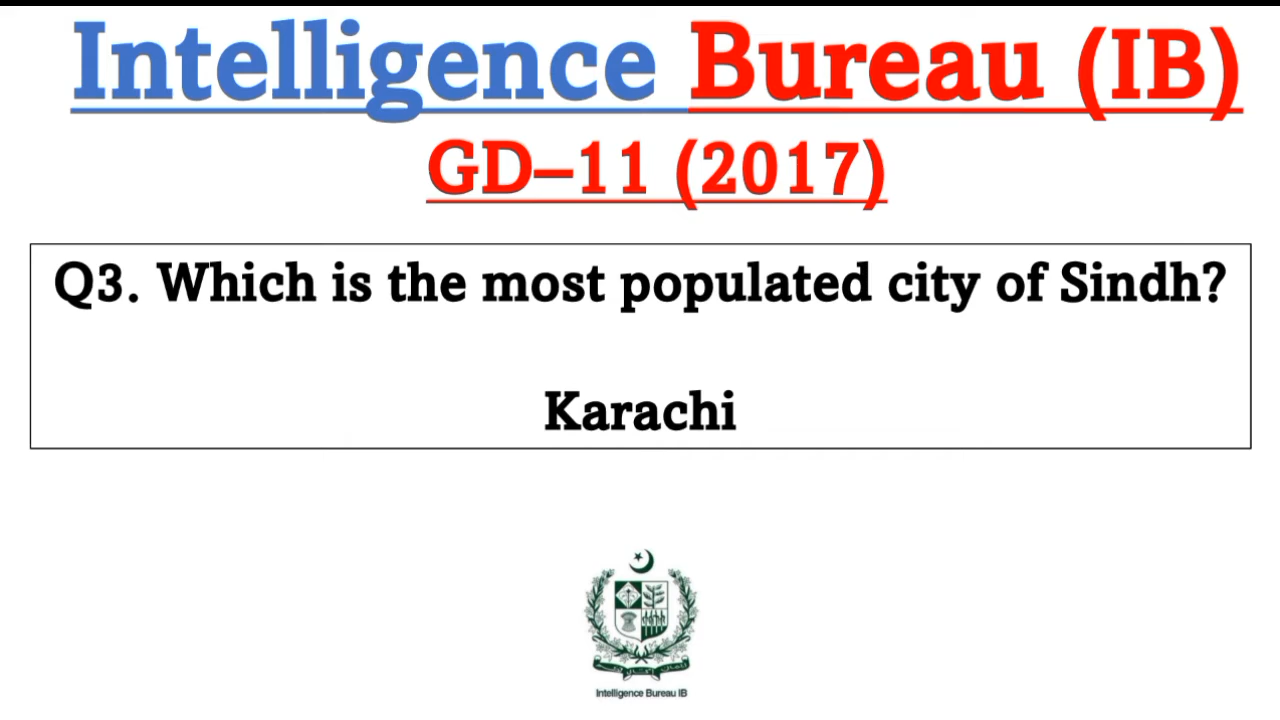 Intelligence Bureau (IB)
GD–11 (2017)
Q3. Which is the most populated city of Sindh?
Karachi
Intelligence Bureau IB